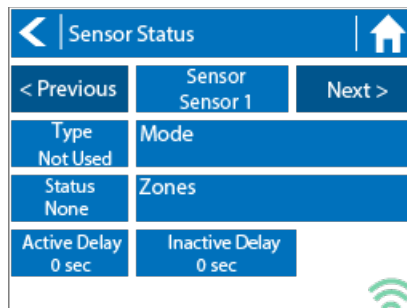 Sensor Status
< Previous
Sensor
Sensor 1
Next >
Type
Not Used
Mode
Status
None
Zones
Active Delay
0 sec
Inactive Delay
0 sec